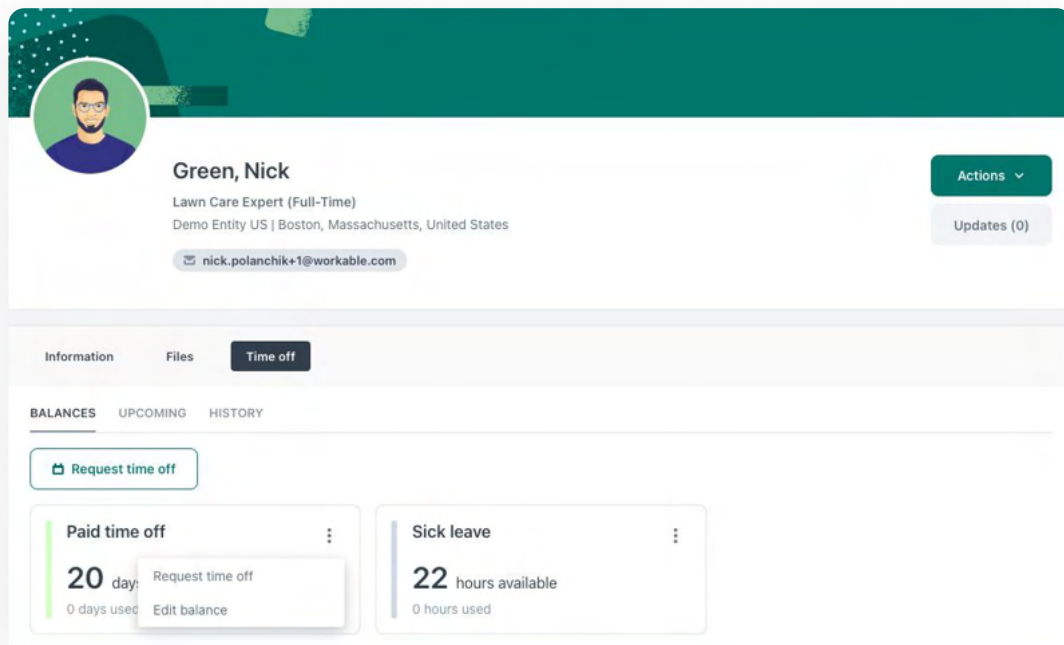 Green, Nick
Lawn Care Expert (Full-Time)
Demo Entity US | Boston, Massachusetts, United States
nick.polanchik+1@workable.com
Actions
Updates (0)
Information Files Time off
BALANCES UPCOMING HISTORY
Request time off
Paid time off
20 day
0 days used
Request time off
Edit balance
Sick leave
22 hours available
0 hours used